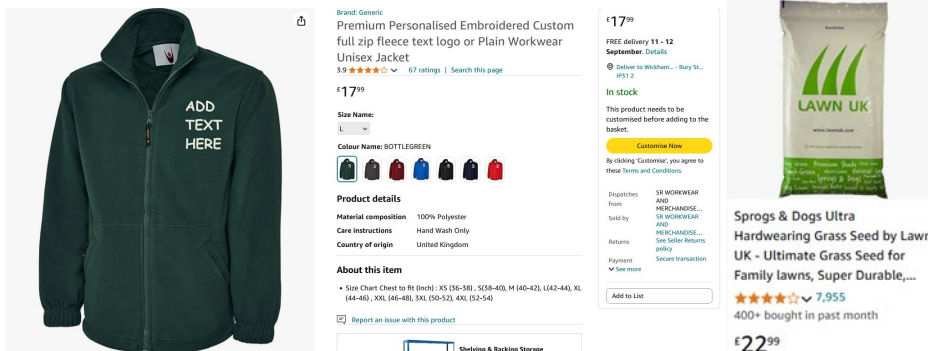 ADD
TEXT
HERE
Brand: Generic
Premium Personalised Embroidered Custom
full zip fleece text logo or Plain Workwear
Unisex Jacket
3.9 67 ratings | Search this page
£17⁹⁹
Size Name:
L
Colour Name: BOTTLEGREEN
Product details
Material composition 100% Polyester
Care instructions Hand Wash Only
Country of origin United Kingdom
About this item
• Size Chart Chest to fit (Inch) : XS (36-38) , S(38-40), M (40-42), L(42-44), XL
(44-46) , XXL (46-48), 3XL (50-52), 4XL (52-54)
Report an issue with this product
Shelving & Racking Storage
£17⁹⁹
FREE delivery 11 - 12
September. Details
Deliver to Wickham... - Bury St...
IP31 2
In stock
This product needs to be
customised before adding to the
basket.
Customise Now
By clicking 'Customise', you agree to
these Terms and Conditions.
Dispatches from SR WORKWEAR
AND
MERCHANDISE...
Sold by SR WORKWEAR
AND
MERCHANDISE...
Returns See Seller Returns
policy
Payment Secure transaction
See more
Add to List
LAWN UK
www.lawnuk.com
Sprogs & Dogs
Sprogs & Dogs Ultra
Hardwearing Grass Seed by Lawn
UK - Ultimate Grass Seed for
Family lawns, Super Durable,...
7,955
400+ bought in past month
£22⁹⁹